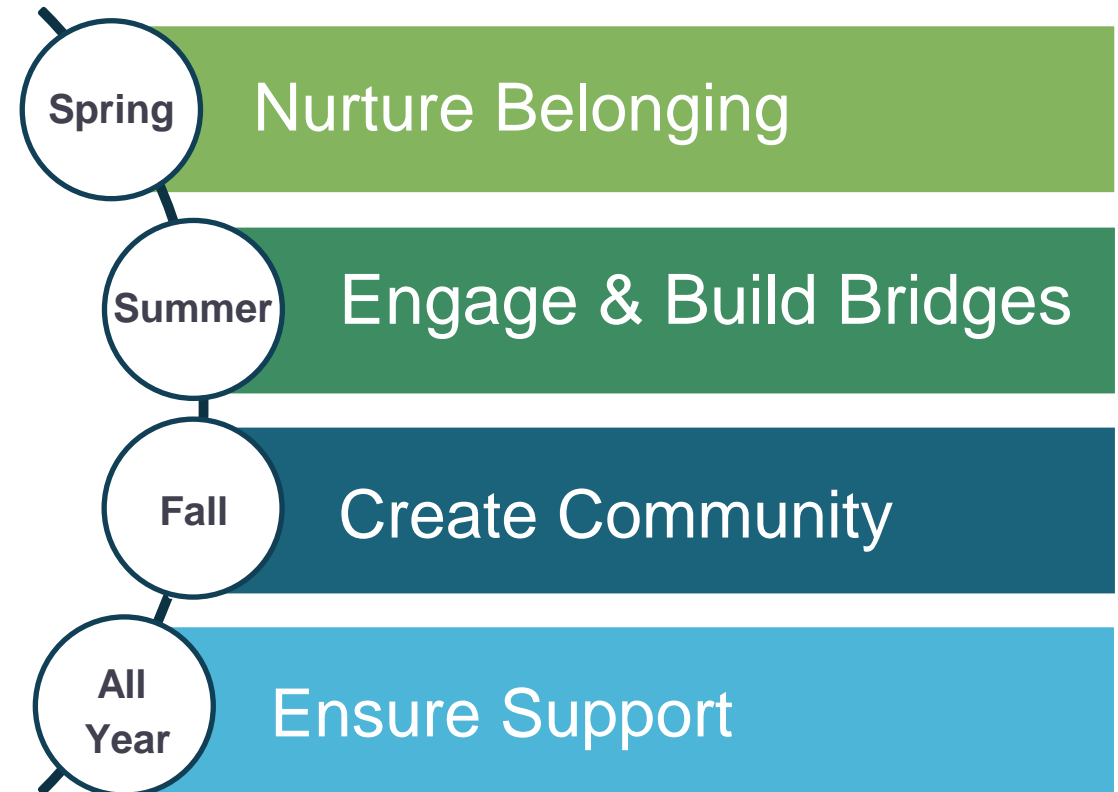 Spring
Nurture Belonging
Summer
Engage & Build Bridges
Fall
Create Community
All
Year
Ensure Support